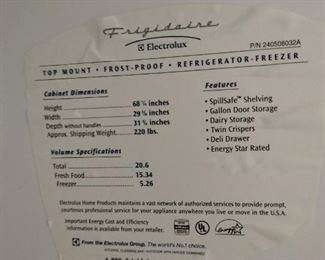 Frigidaire
Electrolux
P/N 240508032A
TOP MOUNT • FROST-PROOF • REFRIGERATOR-FREEZER
Cabinet Dimensions
Height 68 ¼ inches
Width 29 ¾ inches
Depth without handles 31 ¾ inches
Approx. Shipping Weight: 220 lbs.
Volume Specifications
Total 20.6
Fresh Food 15.34
Freezer 5.26
Features
• SpillSafe™ Shelving
• Gallon Door Storage
• Dairy Storage
• Twin Crispers
• Deli Drawer
• Energy Star Rated
Electrolux Home Products maintains a vast network of authorized services to provide prompt,
courteous professional service for your appliance anywhere you live or move in the U.S.A.
Important Energy Cost and Efficiency
information is available from your retailer.
UL
From the Electrolux Group. The world's No.1 choice.